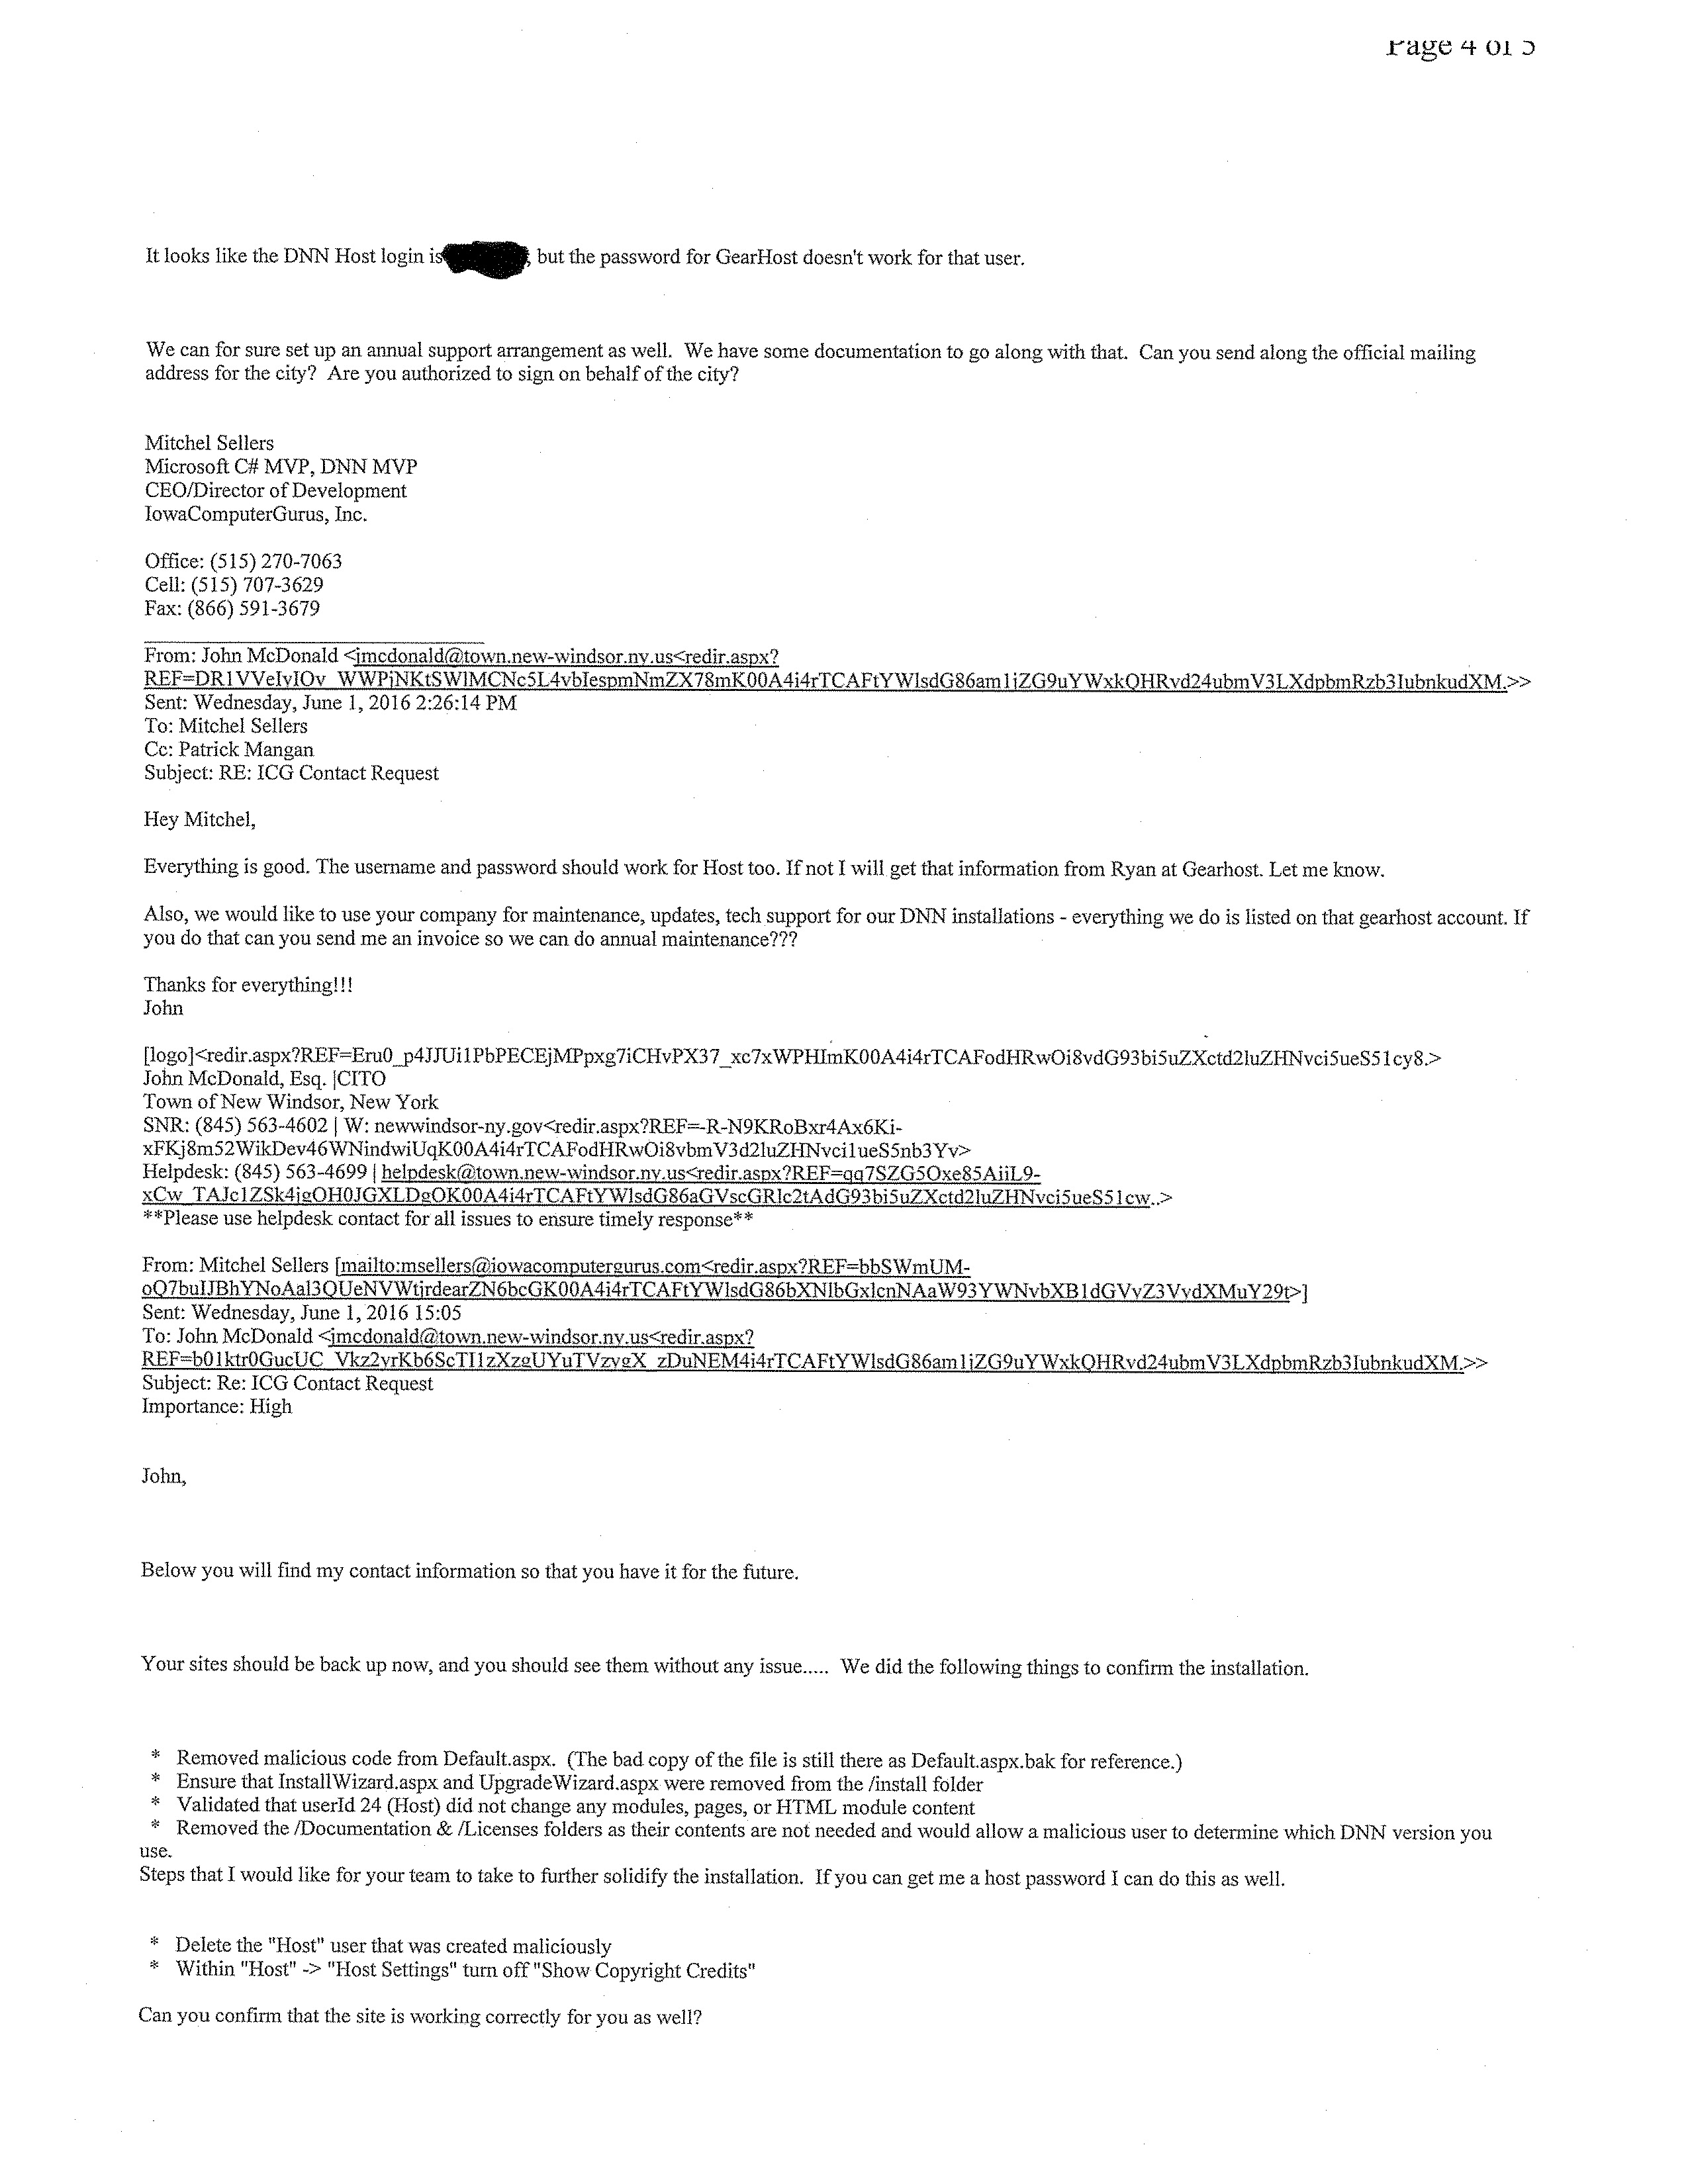 Page 4 of 5
It looks like the DNN Host login is , but the password for GearHost doesn't work for that user.
We can for sure set up an annual support arrangement as well. We have some documentation to go along with that. Can you send along the official mailing
address for the city? Are you authorized to sign on behalf of the city?
Mitchel Sellers
Microsoft C# MVP, DNN MVP
CEO/Director of Development
IowaComputerGurus, Inc.
Office: (515) 270-7063
Cell: (515) 707-3629
Fax: (866) 591-3679
From: John McDonald <jmcdonald@town.new-windsor.ny.us<redir.aspx?
REF=DR1VVeIvIOv_WWPjNKtSWlMCNc5L4vbIespmNmZX78mK00A4i4rTCAFtYWlsdG86am1jZG9uYWxkQHRvd24ubmV3LXdpbmRzb3IubnkudXM.>>
Sent: Wednesday, June 1, 2016 2:26:14 PM
To: Mitchel Sellers
Cc: Patrick Mangan
Subject: RE: ICG Contact Request
Hey Mitchel,
Everything is good. The username and password should work for Host too. If not I will get that information from Ryan at Gearhost. Let me know.
Also, we would like to use your company for maintenance, updates, tech support for our DNN installations - everything we do is listed on that gearhost account. If
you do that can you send me an invoice so we can do annual maintenance???
Thanks for everything!!!
John
[logo]<redir.aspx?REF=Eru0_p4JJUi1PbPECEjMPpxg7iCHvPX37_xc7xWPHImK00A4i4rTCAFodHRwOi8vdG93bi5uZXctd2luZHNvci5ueS51cy8.>
John McDonald, Esq. |CITO
Town of New Windsor, New York
SNR: (845) 563-4602 | W: newwindsor-ny.gov<redir.aspx?REF=-R-N9KRoBxr4Ax6Ki-
xFKj8m52WikDev46WNindwiUqK00A4i4rTCAFodHRwOi8vbmV3d2luZHNvci1ueS5nb3Yv>
Helpdesk: (845) 563-4699 | helpdesk@town.new-windsor.ny.us<redir.aspx?REF=qq7SZG5Oxe85AiiL9-
xCw_TAJc1ZSk4jgOH0JGXLDgOK00A4i4rTCAFtYWlsdG86aGVscGRlc2tAdG93bi5uZXctd2luZHNvci5ueS51cw..>
**Please use helpdesk contact for all issues to ensure timely response**
From: Mitchel Sellers [mailto:msellers@iowacomputergurus.com<redir.aspx?REF=bbSWmUM-
oQ7buIJBhYNoAal3QUeNVWtjrdearZN6bcGK00A4i4rTCAFtYWlsdG86bXNlbGxlcnNAaW93YWNvbXB1dGVyZ3VydXMuY29t>]
Sent: Wednesday, June 1, 2016 15:05
To: John McDonald <jmcdonald@town.new-windsor.ny.us<redir.aspx?
REF=b01ktr0GucUC_Vkz2yrKb6ScTI1zXzgUYuTVzvgX_zDuNEM4i4rTCAFtYWlsdG86am1jZG9uYWxkQHRvd24ubmV3LXdpbmRzb3IubnkudXM.>>
Subject: Re: ICG Contact Request
Importance: High
John,
Below you will find my contact information so that you have it for the future.
Your sites should be back up now, and you should see them without any issue..... We did the following things to confirm the installation.
* Removed malicious code from Default.aspx. (The bad copy of the file is still there as Default.aspx.bak for reference.)
* Ensure that InstallWizard.aspx and UpgradeWizard.aspx were removed from the /install folder
* Validated that userId 24 (Host) did not change any modules, pages, or HTML module content
* Removed the /Documentation & /Licenses folders as their contents are not needed and would allow a malicious user to determine which DNN version you
use.
Steps that I would like for your team to take to further solidify the installation. If you can get me a host password I can do this as well.
* Delete the "Host" user that was created maliciously
* Within "Host" -> "Host Settings" turn off "Show Copyright Credits"
Can you confirm that the site is working correctly for you as well?